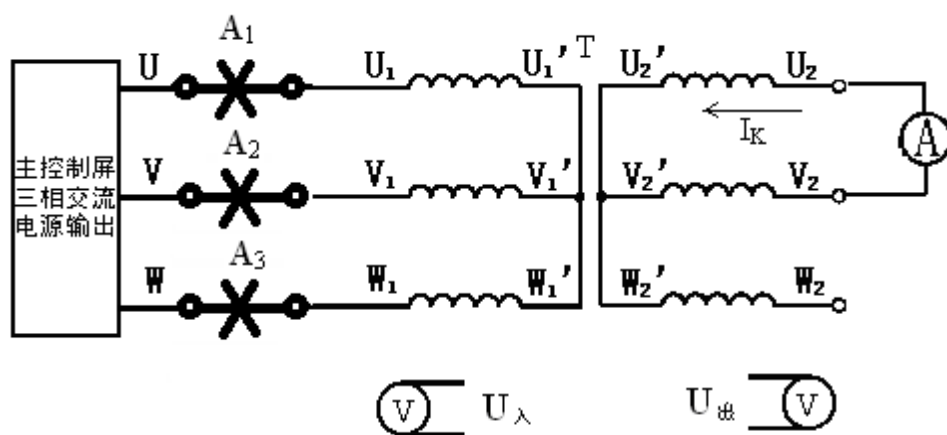 A₁
U U₁ U₁' T U₂' U₂
I_K
A
A₂
主控制屏
三相交流
电源输出
V V₁ V₁' V₂' V₂
A₃
W W₁ W₁' W₂' W₂
V U入 U出 V